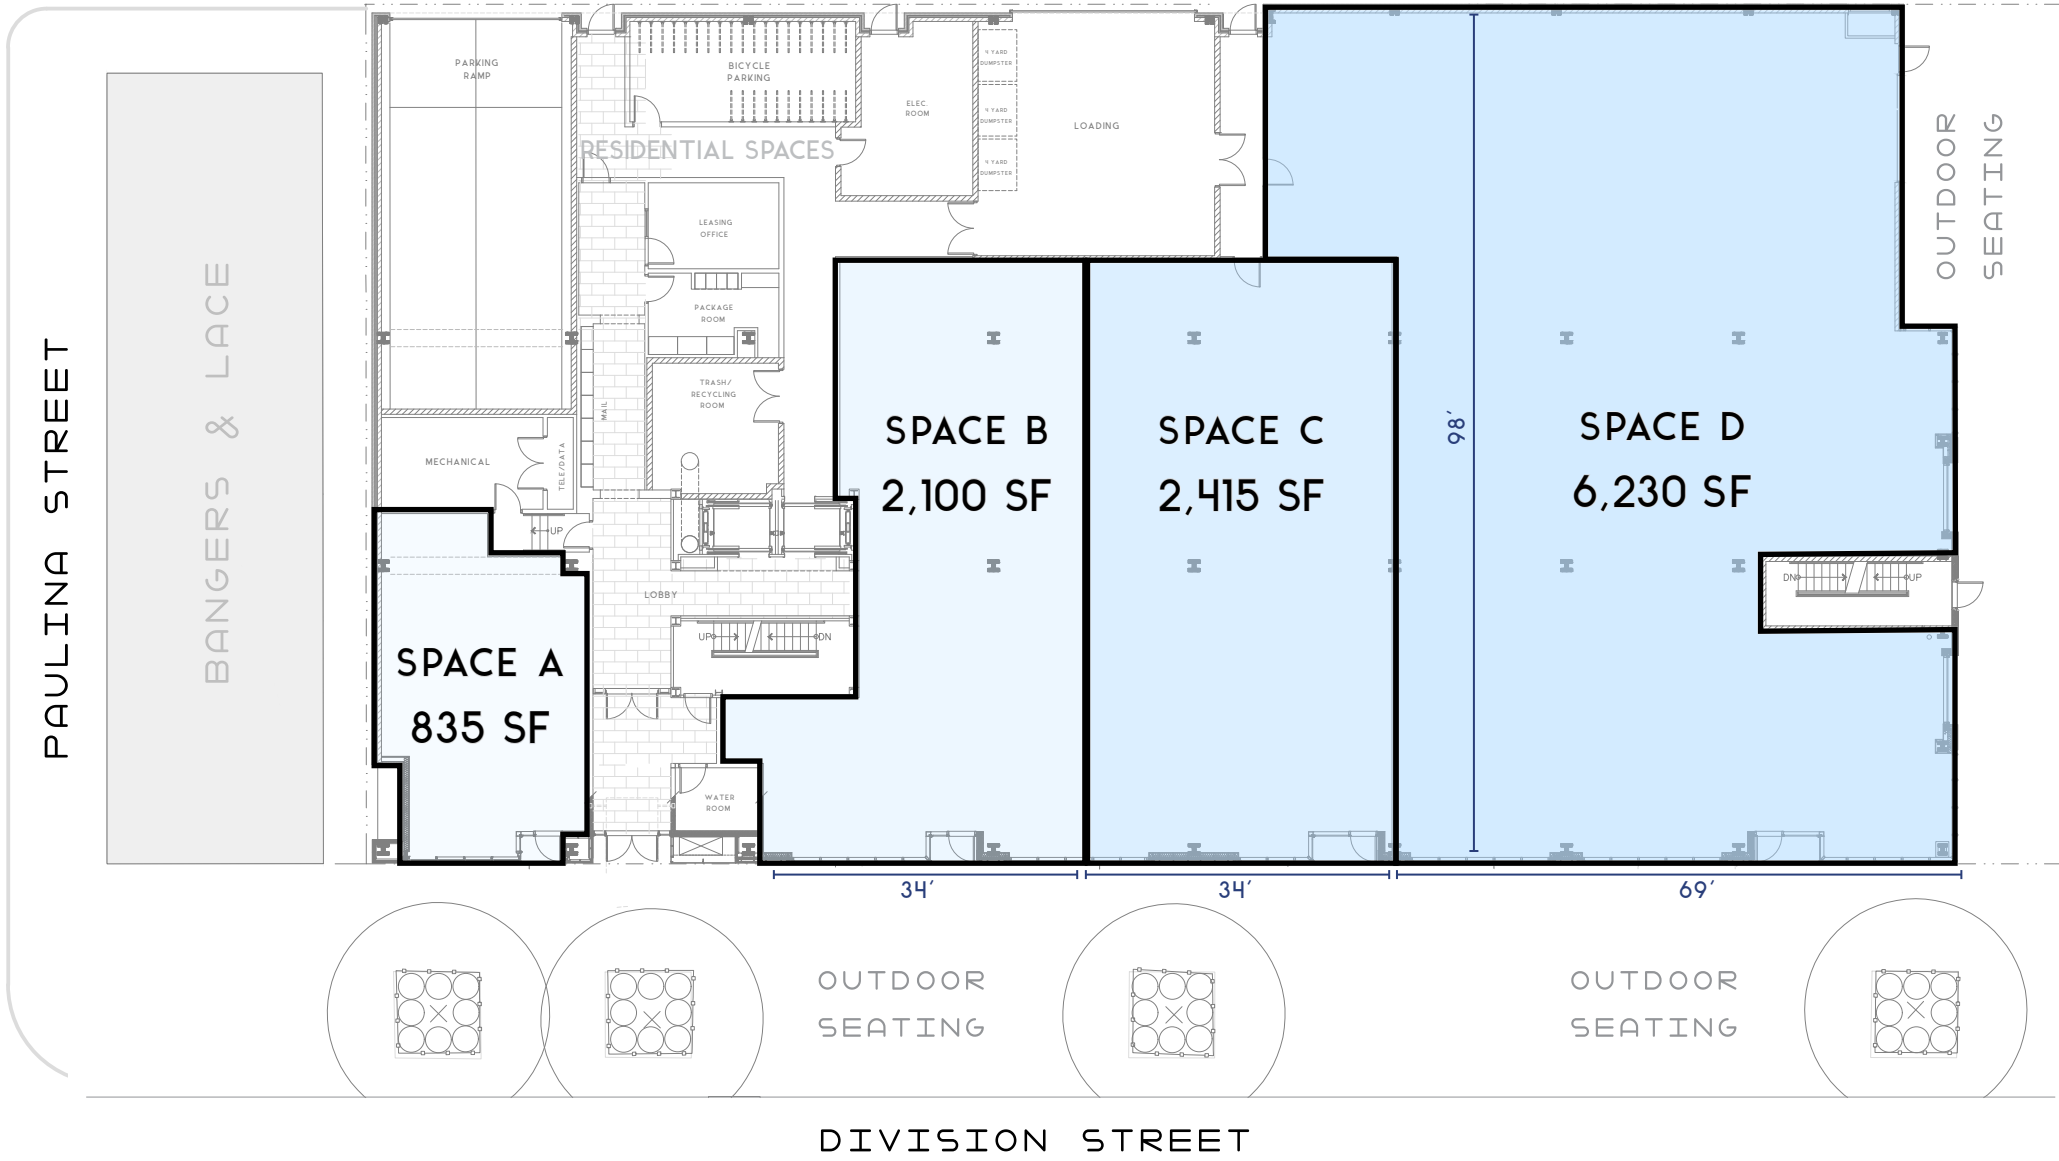 PARKING
RAMP
BICYCLE
PARKING
ELEC.
ROOM
4 YARD
DUMPSTER
4 YARD
DUMPSTER
4 YARD
DUMPSTER
LOADING
RESIDENTIAL SPACES
LEASING
OFFICE
PACKAGE
ROOM
TRASH/
RECYCLING
ROOM
MAIL
MECHANICAL
TELE/DATA
UP
LOBBY
UP
DN
WATER
ROOM
DN
UP
PAULINA STREET
BANGERS & LACE
SPACE A
835 SF
SPACE B
2,100 SF
SPACE C
2,415 SF
SPACE D
6,230 SF
98'
OUTDOOR
SEATING
34'
34'
69'
OUTDOOR
SEATING
OUTDOOR
SEATING
DIVISION STREET